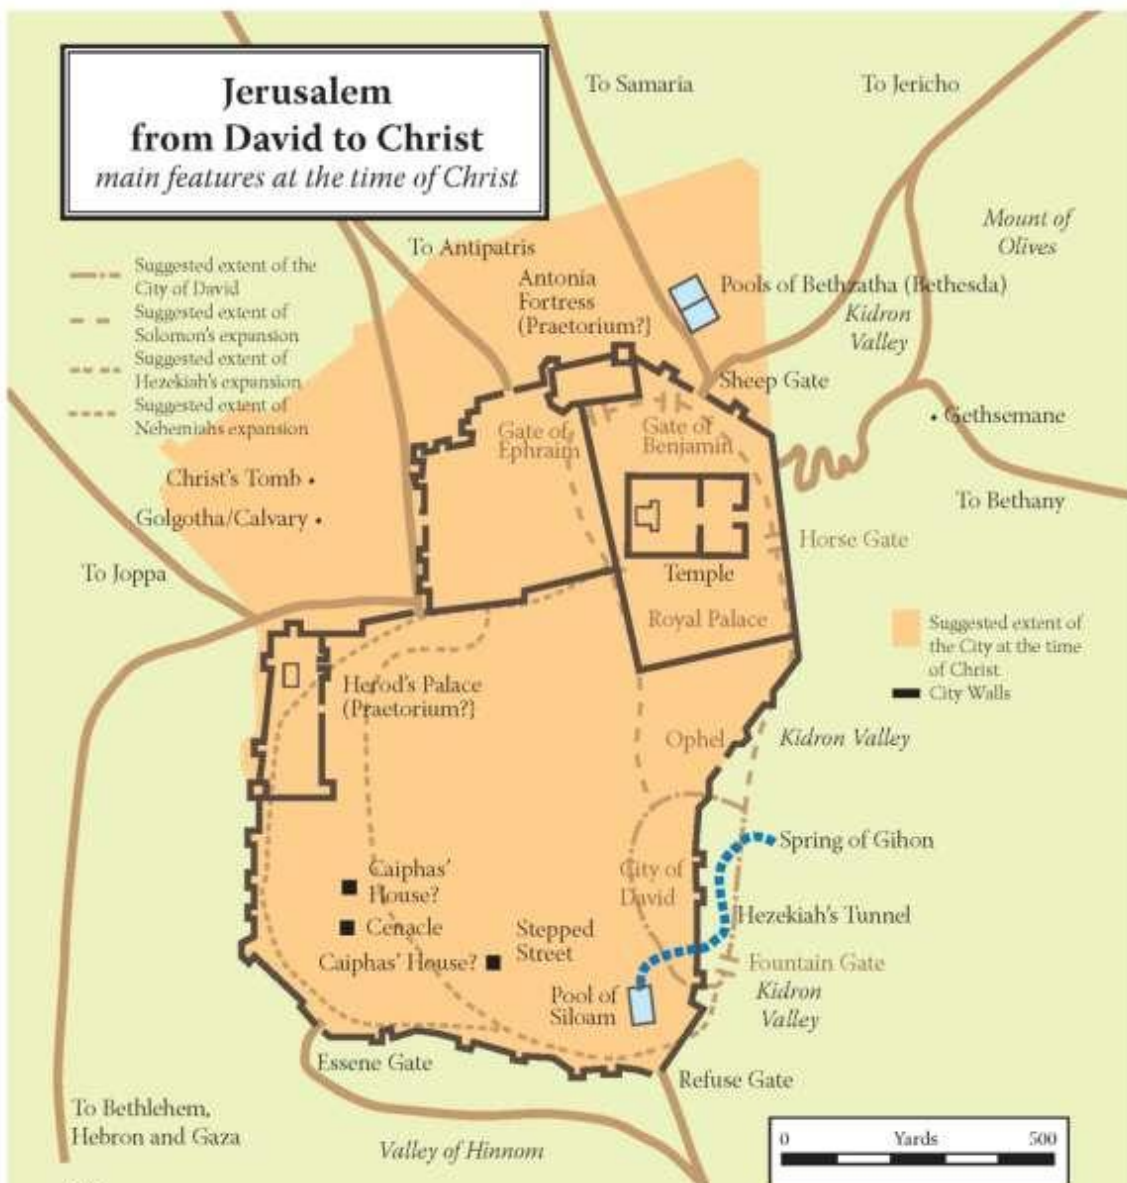 Jerusalem
from David to Christ
main features at the time of Christ
To Samaria
To Jericho
Mount of
Olives
To Antipatris
Suggested extent of the
City of David
Suggested extent of
Solomon's expansion
Suggested extent of
Hezekiah's expansion
Suggested extent of
Nehemiahs expansion
Antonia
Fortress
(Praetorium?}
Pools of Bethzatha (Bethesda)
Kidron
Valley
Sheep Gate
Gethsemane
Gate of
Ephraim
Gate of
Benjamin
Christ's Tomb
Golgotha/Calvary
To Bethany
Horse Gate
To Joppa
Temple
Royal Palace
Suggested extent of
the City at the time
of Christ
City Walls
Herod's Palace
(Praetorium?}
Ophel
Kidron Valley
Spring of Gihon
Caiphas'
House?
City of
David
Cenacle
Hezekiah's Tunnel
Stepped
Street
Caiphas' House?
Fountain Gate
Kidron
Valley
Pool of
Siloam
Essene Gate
Refuse Gate
To Bethlehem,
Hebron and Gaza
Valley of Hinnom
0 Yards 500